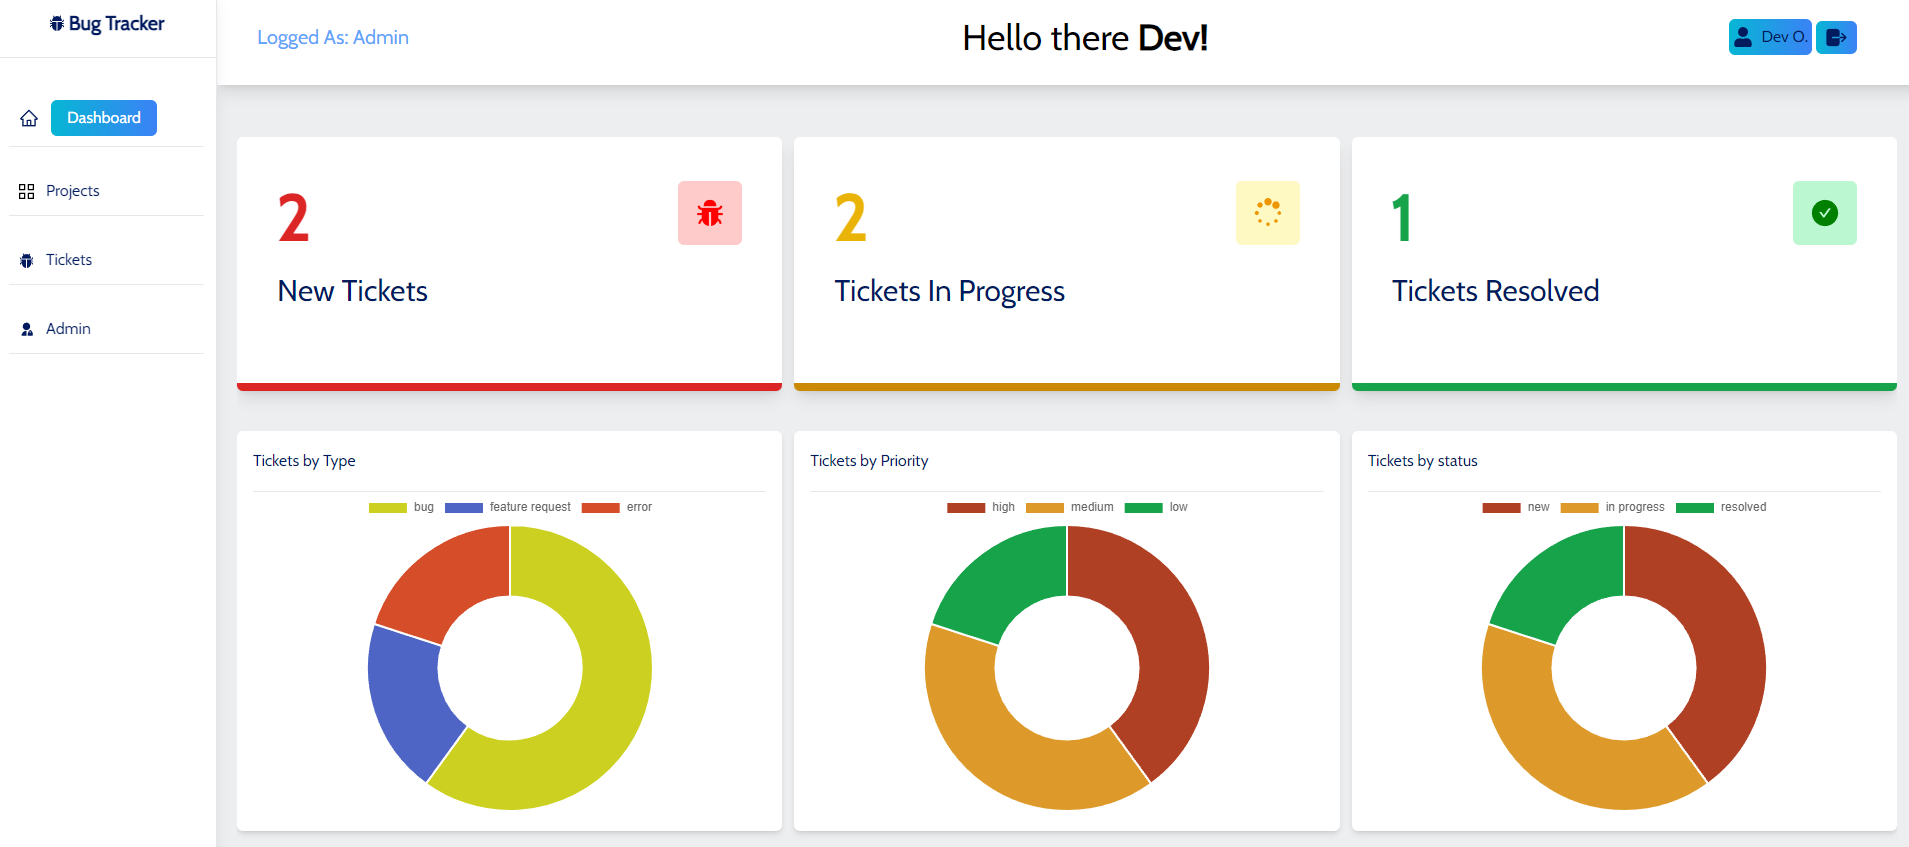 Bug Tracker
Logged As: Admin
Hello there Dev!
Dev O.
Dashboard
Projects
Tickets
Admin
2
New Tickets
2
Tickets In Progress
1
Tickets Resolved
Tickets by Type
bug feature request error
Tickets by Priority
high medium low
Tickets by status
new in progress resolved